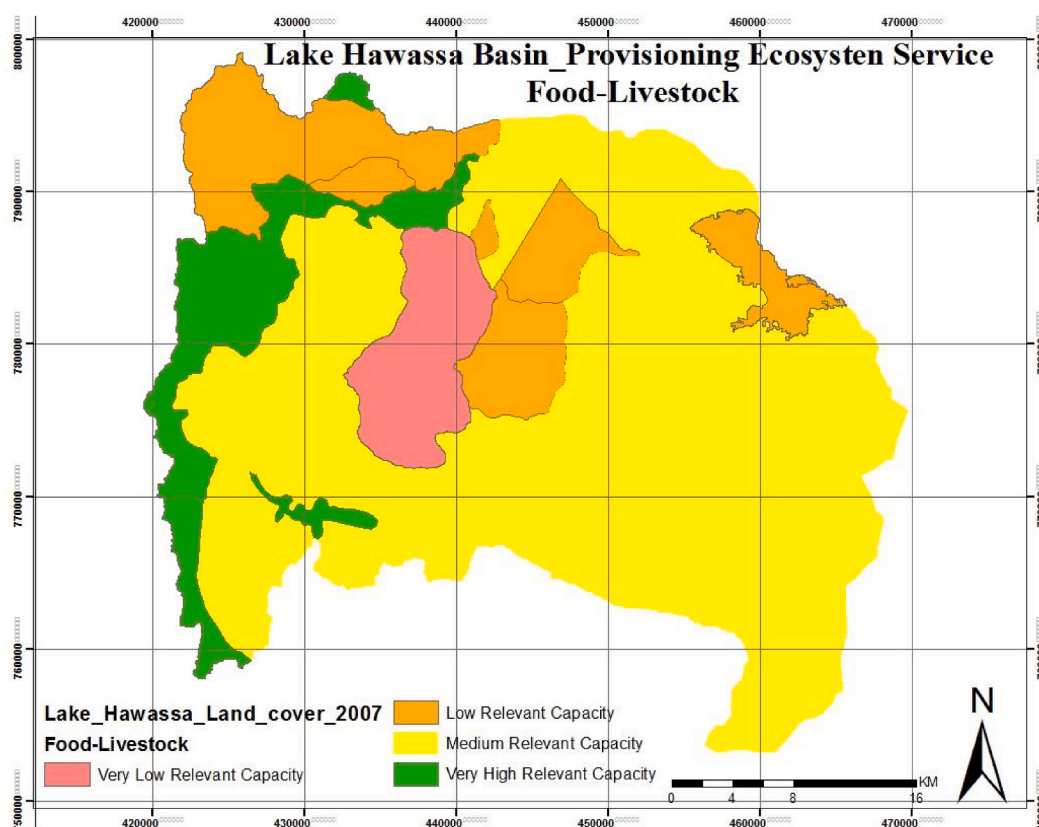 420000 430000 440000 450000 460000 470000
Lake Hawassa Basin_Provisioning Ecosysten Service
Food-Livestock
800000
790000
780000
770000
760000
750000
Lake_Hawassa_Land_cover_2007
Food-Livestock
Very Low Relevant Capacity
Low Relevant Capacity
Medium Relevant Capacity
Very High Relevant Capacity
N
KM
0 4 8 16
420000 430000 440000 450000 460000 470000